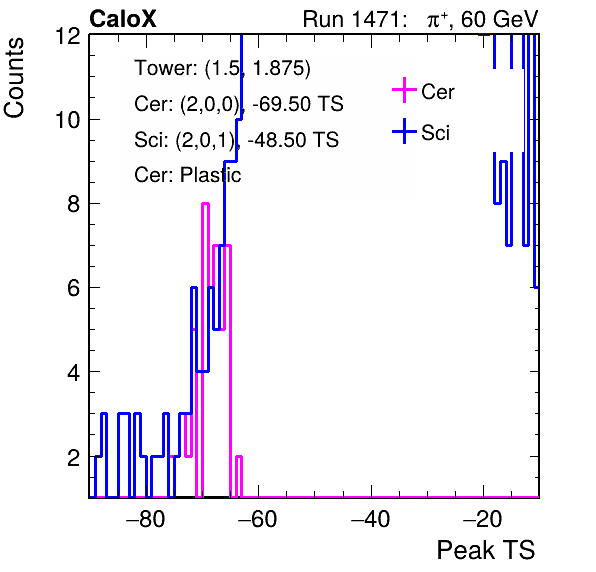 CaloX Run 1471: π+, 60 GeV
Counts
Tower: (1.5, 1.875)
Cer: (2,0,0), -69.50 TS
Sci: (2,0,1), -48.50 TS
Cer: Plastic
Cer
Sci
12
10
8
6
4
2
−80 −60 −40 −20
Peak TS